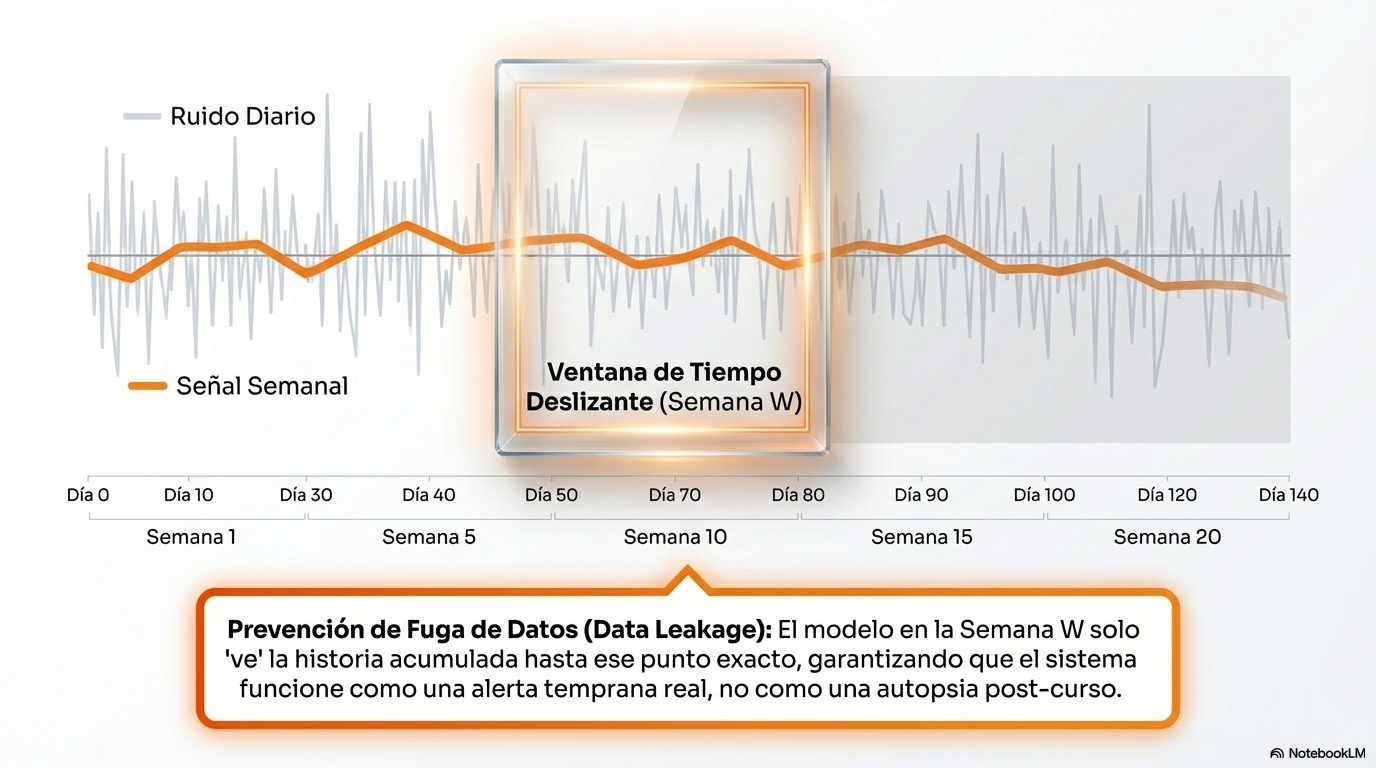 Ruido Diario
Señal Semanal
Ventana de Tiempo
Deslizante (Semana W)
Día 0 Día 10 Día 30 Día 40 Día 50 Día 70 Día 80 Día 90 Día 100 Día 120 Día 140
Semana 1 Semana 5 Semana 10 Semana 15 Semana 20
Prevención de Fuga de Datos (Data Leakage): El modelo en la Semana W solo
've' la historia acumulada hasta ese punto exacto, garantizando que el sistema
funcione como una alerta temprana real, no como una autopsia post-curso.
NotebookLM